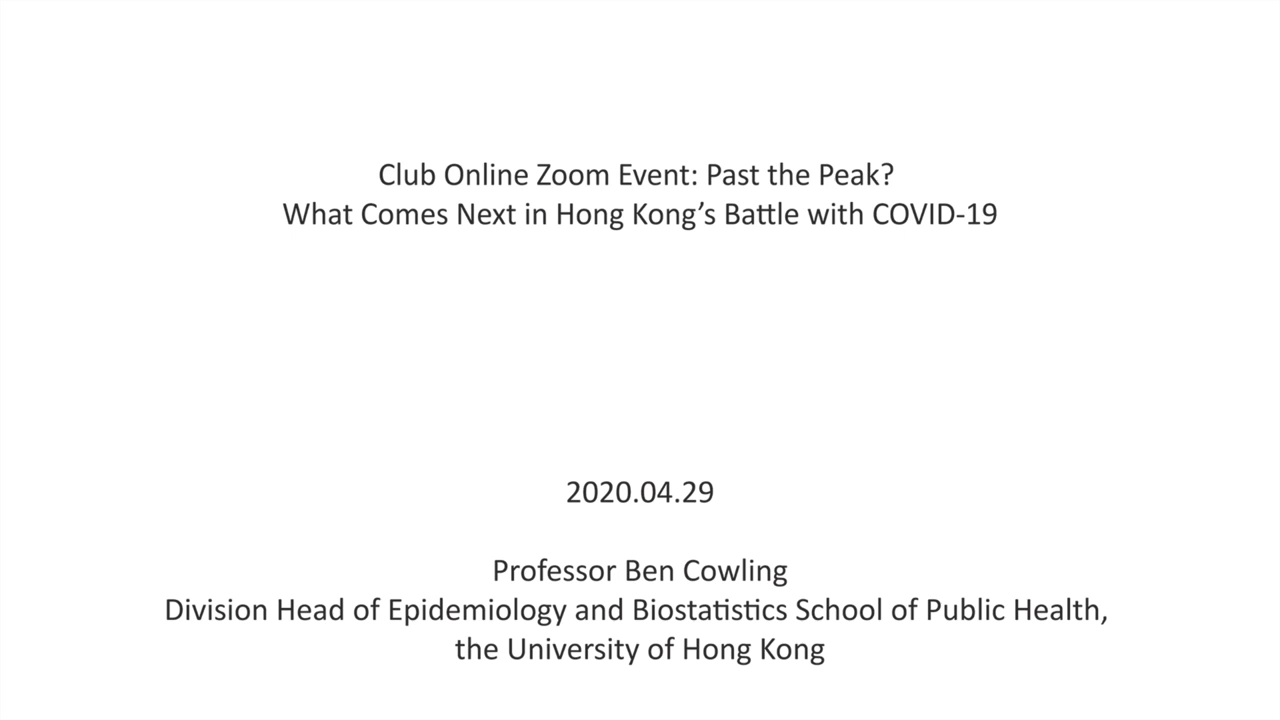 Club Online Zoom Event: Past the Peak?
What Comes Next in Hong Kong’s Battle with COVID-19
2020.04.29
Professor Ben Cowling
Division Head of Epidemiology and Biostatistics School of Public Health,
the University of Hong Kong